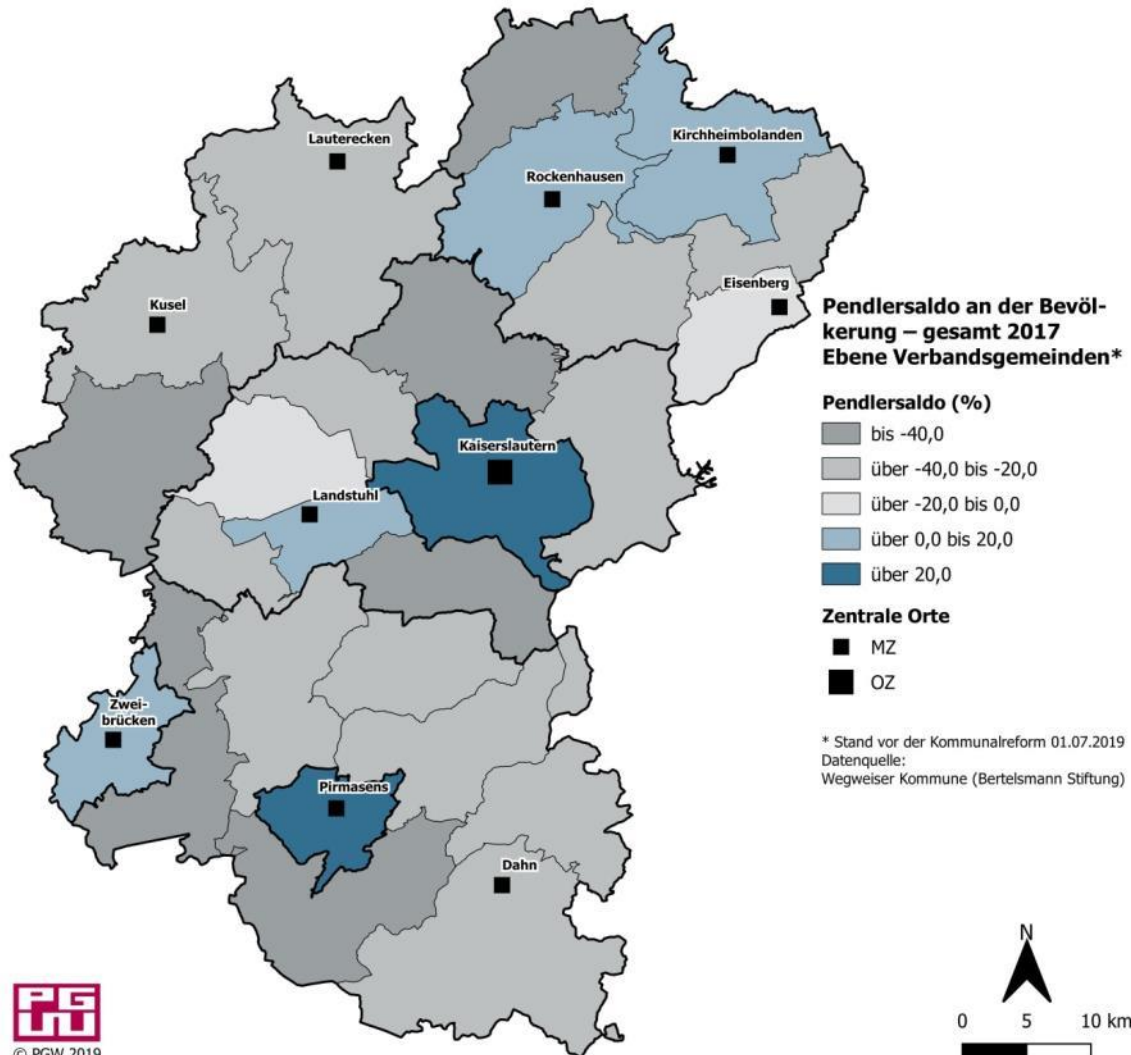 Lauterecken
Kirchheimbolanden
Rockenhausen
Eisenberg
Kusel
Kaiserslautern
Landstuhl
Zwei-
brücken
Pirmasens
Dahn
Pendlersaldo an der Bevöl-
kerung – gesamt 2017
Ebene Verbandsgemeinden*
Pendlersaldo (%)
bis -40,0
über -40,0 bis -20,0
über -20,0 bis 0,0
über 0,0 bis 20,0
über 20,0
Zentrale Orte
MZ
OZ
* Stand vor der Kommunalreform 01.07.2019
Datenquelle:
Wegweiser Kommune (Bertelsmann Stiftung)
N
0 5 10 km
PGW
© PGW 2019